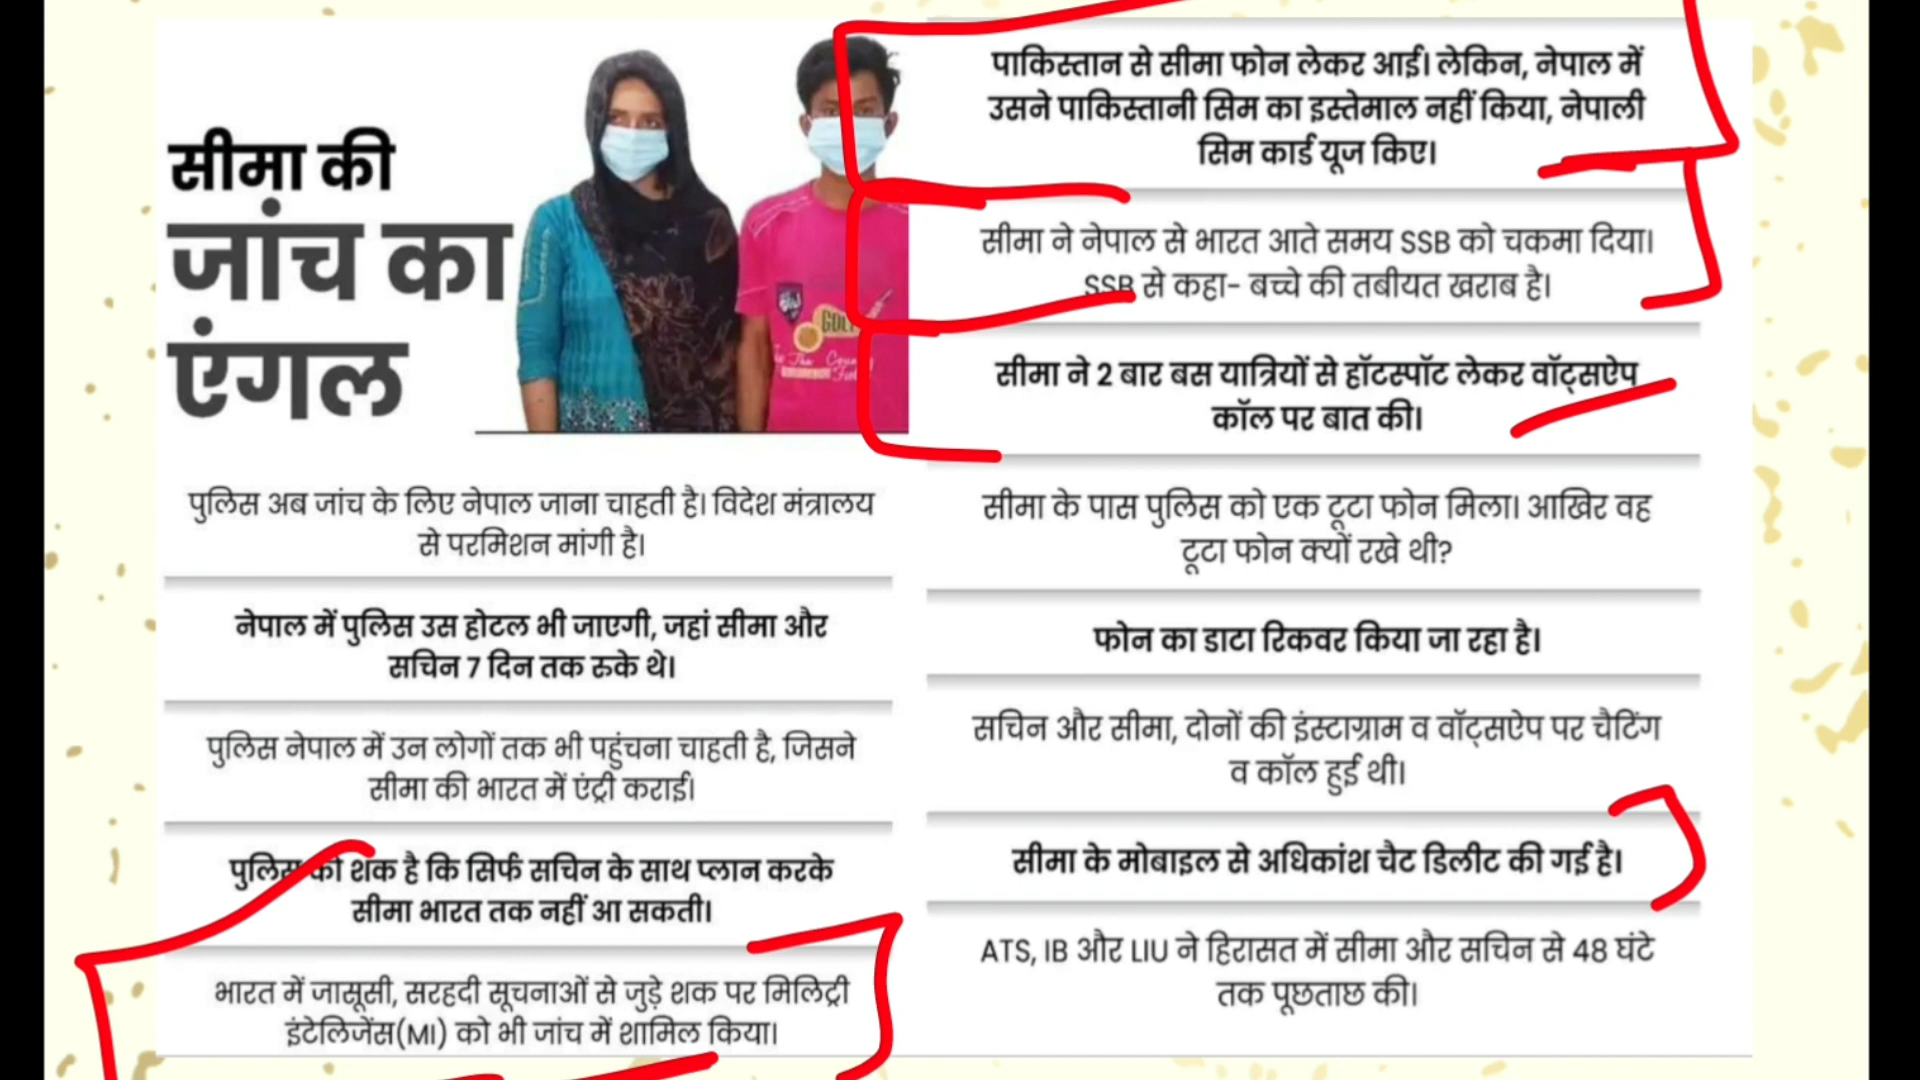 सीमा की
जांच का
एंगल
GOL
The Cou
पुलिस अब जांच के लिए नेपाल जाना चाहती है। विदेश मंत्रालय
से परमिशन मांगी है।
नेपाल में पुलिस उस होटल भी जाएगी, जहां सीमा और
सचिन 7 दिन तक रुके थे।
पुलिस नेपाल में उन लोगों तक भी पहुंचना चाहती है, जिसने
सीमा की भारत में एंट्री कराई।
पुलिस को शक है कि सिर्फ सचिन के साथ प्लान करके
सीमा भारत तक नहीं आ सकती।
भारत में जासूसी, सरहदी सूचनाओं से जुड़े शक पर मिलिट्री
इंटेलिजेंस(MI) को भी जांच में शामिल किया।
पाकिस्तान से सीमा फोन लेकर आई। लेकिन, नेपाल में
उसने पाकिस्तानी सिम का इस्तेमाल नहीं किया, नेपाली
सिम कार्ड यूज किए।
सीमा ने नेपाल से भारत आते समय SSB को चकमा दिया।
SSB से कहा- बच्चे की तबीयत खराब है।
सीमा ने 2 बार बस यात्रियों से हॉटस्पॉट लेकर वॉट्सऐप
कॉल पर बात की।
सीमा के पास पुलिस को एक टूटा फोन मिला। आखिर वह
टूटा फोन क्यों रखे थी?
फोन का डाटा रिकवर किया जा रहा है।
सचिन और सीमा, दोनों की इंस्टाग्राम व वॉट्सऐप पर चैटिंग
व कॉल हुई थी।
सीमा के मोबाइल से अधिकांश चैट डिलीट की गई है।
ATS, IB और LIU ने हिरासत में सीमा और सचिन से 48 घंटे
तक पूछताछ की।